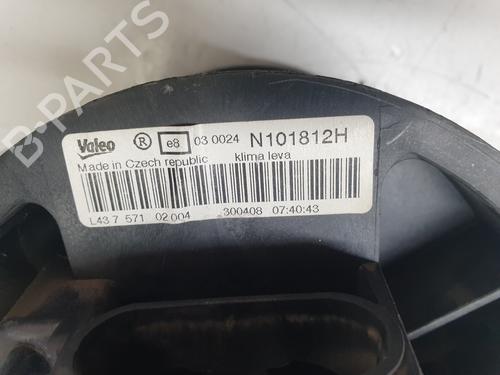 B-PARTS
Valeo ® e8 03 0024 N101812H
Made in Czech republic klima leva
L43 7 571 02 004 300408 07:40:43